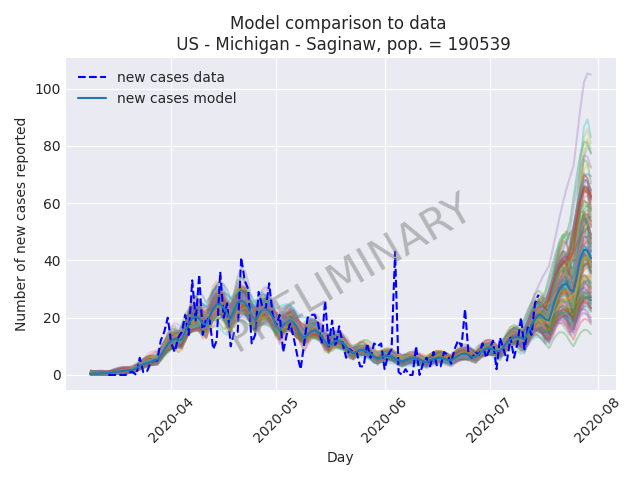 Model comparison to data
US - Michigan - Saginaw, pop. = 190539
new cases data
new cases model
PRELIMINARY
Number of new cases reported
100
80
60
40
20
0
2020-04
2020-05
2020-06
2020-07
2020-08
Day